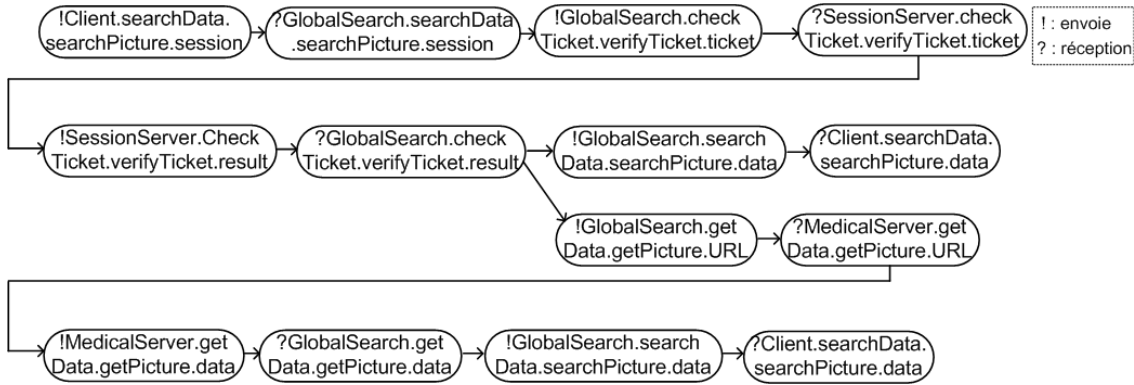 !Client.searchData.
searchPicture.session
?GlobalSearch.searchData
.searchPicture.session
!GlobalSearch.check
Ticket.verifyTicket.ticket
?SessionServer.check
Ticket.verifyTicket.ticket
! : envoie
? : réception
!SessionServer.Check
Ticket.verifyTicket.result
?GlobalSearch.check
Ticket.verifyTicket.result
!GlobalSearch.search
Data.searchPicture.data
?Client.searchData.
searchPicture.data
!GlobalSearch.get
Data.getPicture.URL
?MedicalServer.get
Data.getPicture.URL
!MedicalServer.get
Data.getPicture.data
?GlobalSearch.get
Data.getPicture.data
!GlobalSearch.search
Data.searchPicture.data
?Client.searchData.
searchPicture.data